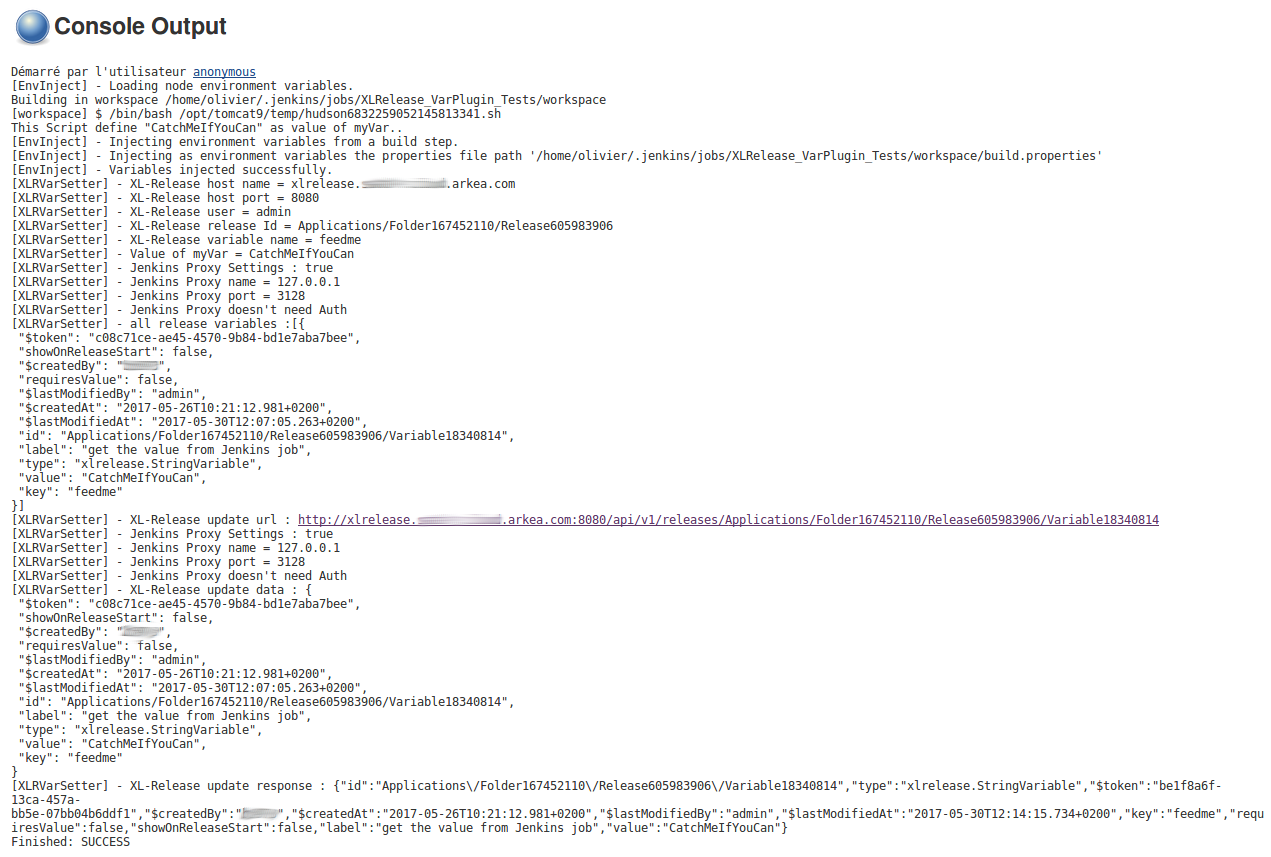 Console Output
Démarré par l'utilisateur anonymous
[EnvInject] - Loading node environment variables.
Building in workspace /home/olivier/.jenkins/jobs/XLRelease_VarPlugin_Tests/workspace
[workspace] $ /bin/bash /opt/tomcat9/temp/hudson6832259052145813341.sh
This Script define "CatchMeIfYouCan" as value of myVar..
[EnvInject] - Injecting environment variables from a build step.
[EnvInject] - Injecting as environment variables the properties file path '/home/olivier/.jenkins/jobs/XLRelease_VarPlugin_Tests/workspace/build.properties'
[EnvInject] - Variables injected successfully.
[XLRVarSetter] - XL-Release host name = xlrelease. .arkea.com
[XLRVarSetter] - XL-Release host port = 8080
[XLRVarSetter] - XL-Release user = admin
[XLRVarSetter] - XL-Release release Id = Applications/Folder167452110/Release605983906
[XLRVarSetter] - XL-Release variable name = feedme
[XLRVarSetter] - Value of myVar = CatchMeIfYouCan
[XLRVarSetter] - Jenkins Proxy Settings : true
[XLRVarSetter] - Jenkins Proxy name = 127.0.0.1
[XLRVarSetter] - Jenkins Proxy port = 3128
[XLRVarSetter] - Jenkins Proxy doesn't need Auth
[XLRVarSetter] - all release variables :[{
"$token": "c08c71ce-ae45-4570-9b84-bd1e7aba7bee",
"showOnReleaseStart": false,
"$createdBy": " ",
"requiresValue": false,
"$lastModifiedBy": "admin",
"$createdAt": "2017-05-26T10:21:12.981+0200",
"$lastModifiedAt": "2017-05-30T12:07:05.263+0200",
"id": "Applications/Folder167452110/Release605983906/Variable18340814",
"label": "get the value from Jenkins job",
"type": "xlrelease.StringVariable",
"value": "CatchMeIfYouCan",
"key": "feedme"
}]
[XLRVarSetter] - XL-Release update url : http://xlrelease. .arkea.com:8080/api/v1/releases/Applications/Folder167452110/Release605983906/Variable18340814
[XLRVarSetter] - Jenkins Proxy Settings : true
[XLRVarSetter] - Jenkins Proxy name = 127.0.0.1
[XLRVarSetter] - Jenkins Proxy port = 3128
[XLRVarSetter] - Jenkins Proxy doesn't need Auth
[XLRVarSetter] - XL-Release update data : {
"$token": "c08c71ce-ae45-4570-9b84-bd1e7aba7bee",
"showOnReleaseStart": false,
"$createdBy": " ",
"requiresValue": false,
"$lastModifiedBy": "admin",
"$createdAt": "2017-05-26T10:21:12.981+0200",
"$lastModifiedAt": "2017-05-30T12:07:05.263+0200",
"id": "Applications/Folder167452110/Release605983906/Variable18340814",
"label": "get the value from Jenkins job",
"type": "xlrelease.StringVariable",
"value": "CatchMeIfYouCan",
"key": "feedme"
}
[XLRVarSetter] - XL-Release update response : {"id":"Applications\/Folder167452110\/Release605983906\/Variable18340814","type":"xlrelease.StringVariable","$token":"be1f8a6f-
13ca-457a-
bb5e-07bb04b6ddf1","$createdBy":" ","$createdAt":"2017-05-26T10:21:12.981+0200","$lastModifiedBy":"admin","$lastModifiedAt":"2017-05-30T12:14:15.734+0200","key":"feedme","requ
iresValue":false,"showOnReleaseStart":false,"label":"get the value from Jenkins job","value":"CatchMeIfYouCan"}
Finished: SUCCESS